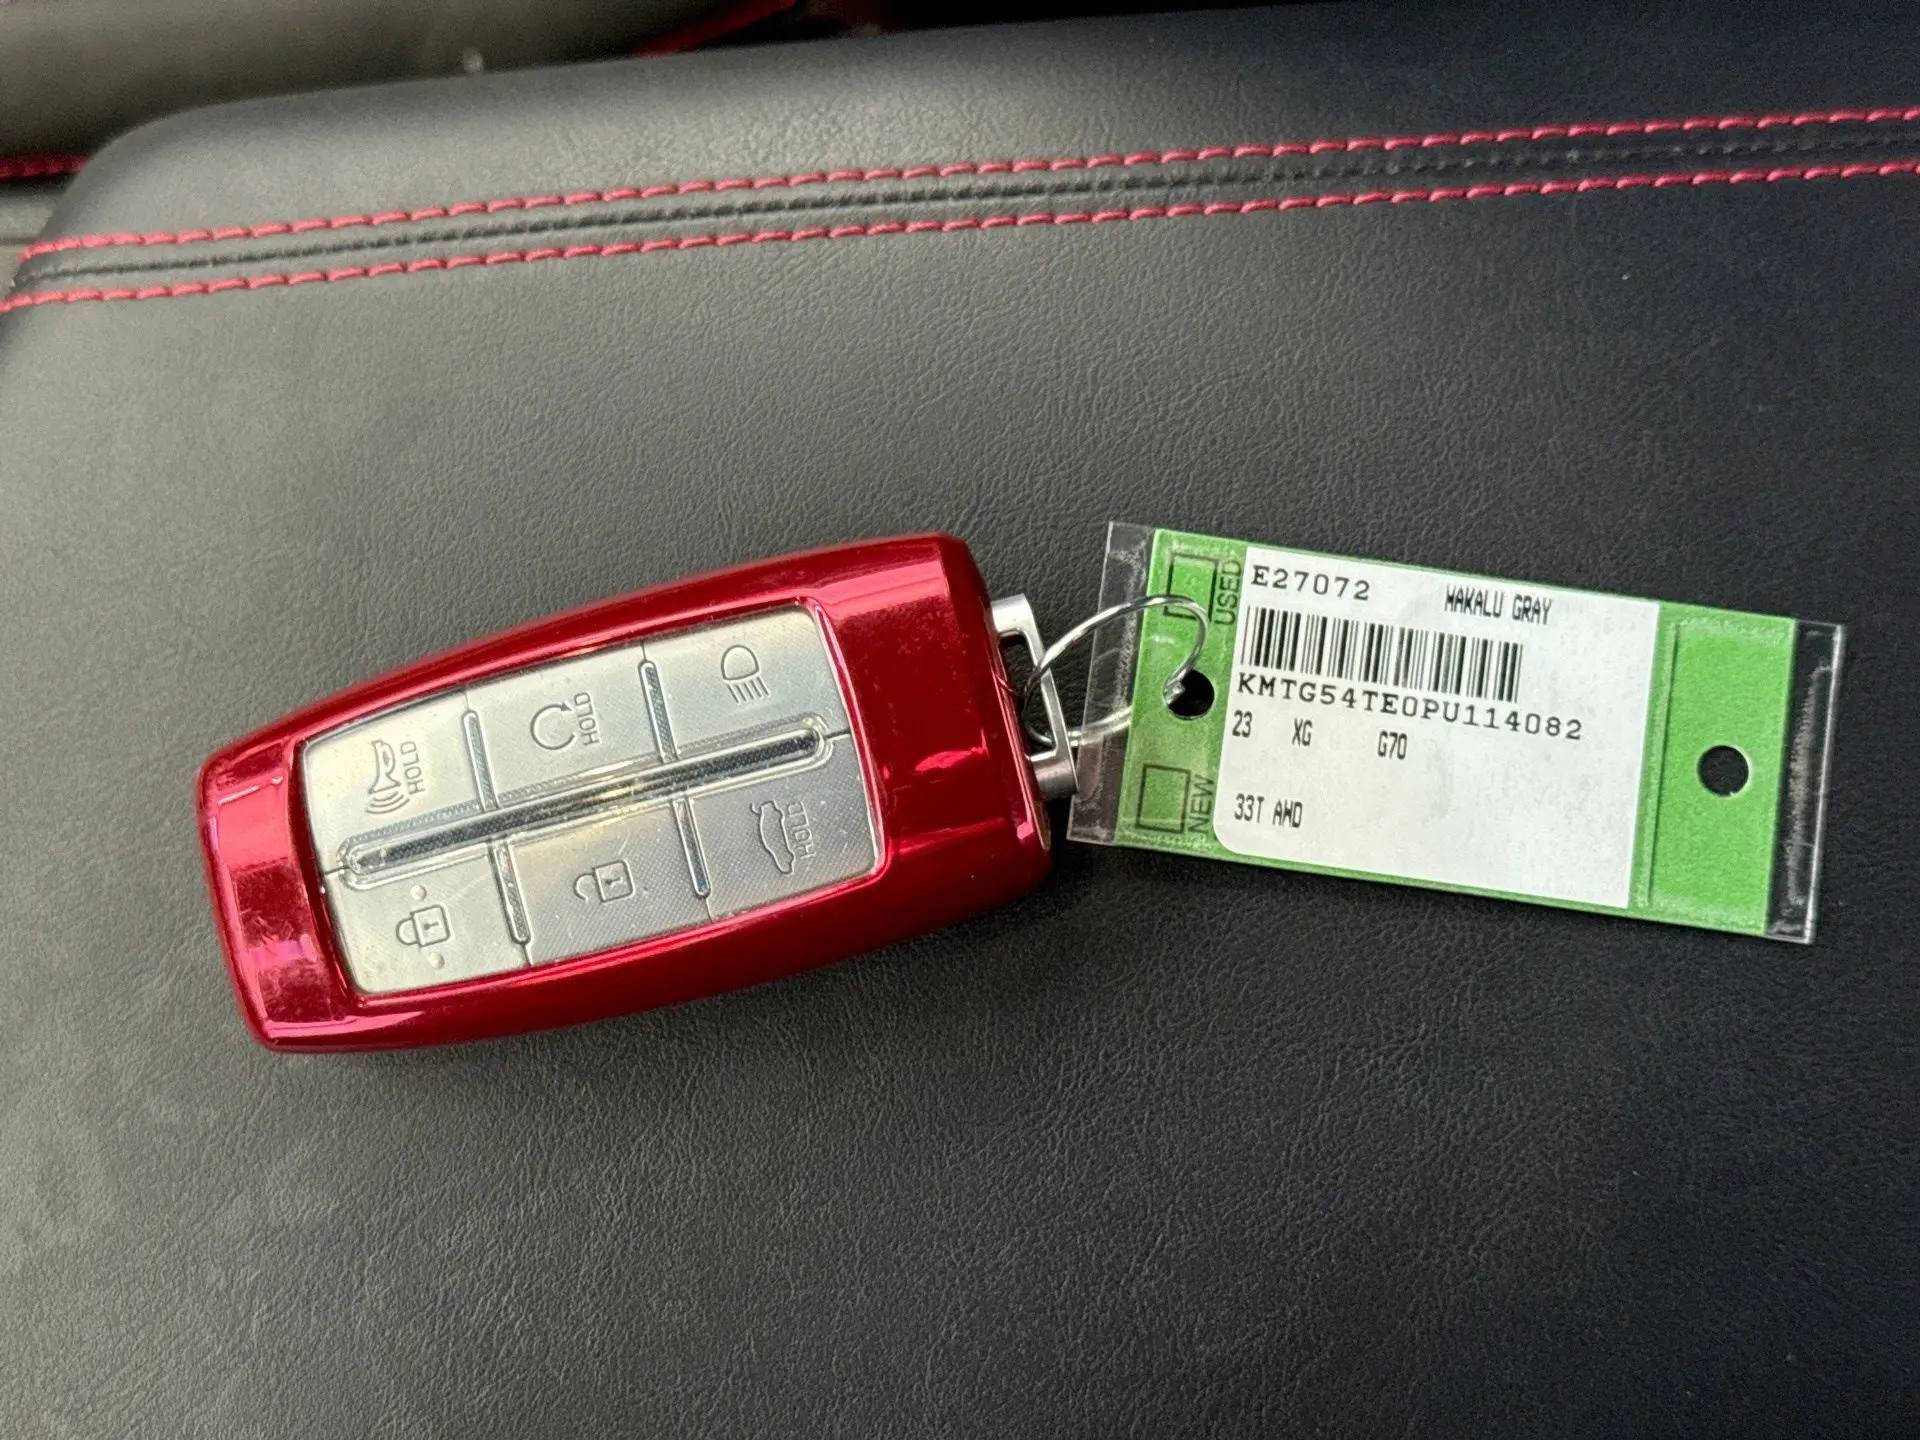 HOLD
HOLD
HOLD
USED
NEW
E27072 MAKALU GRAY
KMTG54TE0PU114082
23 XG G70
33T AWD